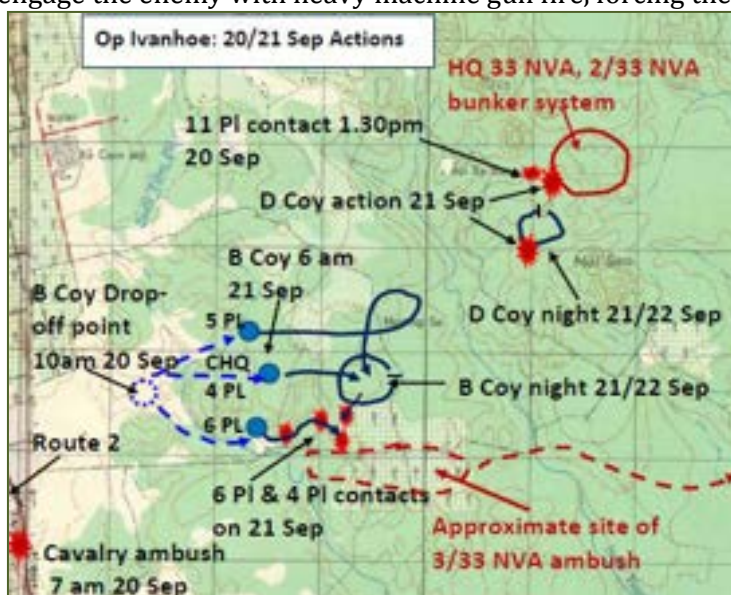 engage the enemy with heavy machine gun fire, forcing the
Op Ivanhoe: 20/21 Sep Actions
HQ 33 NVA, 2/33 NVA
bunker system
11 Pl contact 1.30pm
20 Sep
D Coy action 21 Sep
B Coy 6 am
21 Sep
B Coy Drop-
off point
10am 20 Sep
5 PL
CHQ
4 PL
6 PL
D Coy night 21/22 Sep
B Coy night 21/22 Sep
Route 2
6 Pl & 4 Pl contacts
on 21 Sep
Approximate site of
3/33 NVA ambush
Cavalry ambush
7 am 20 Sep